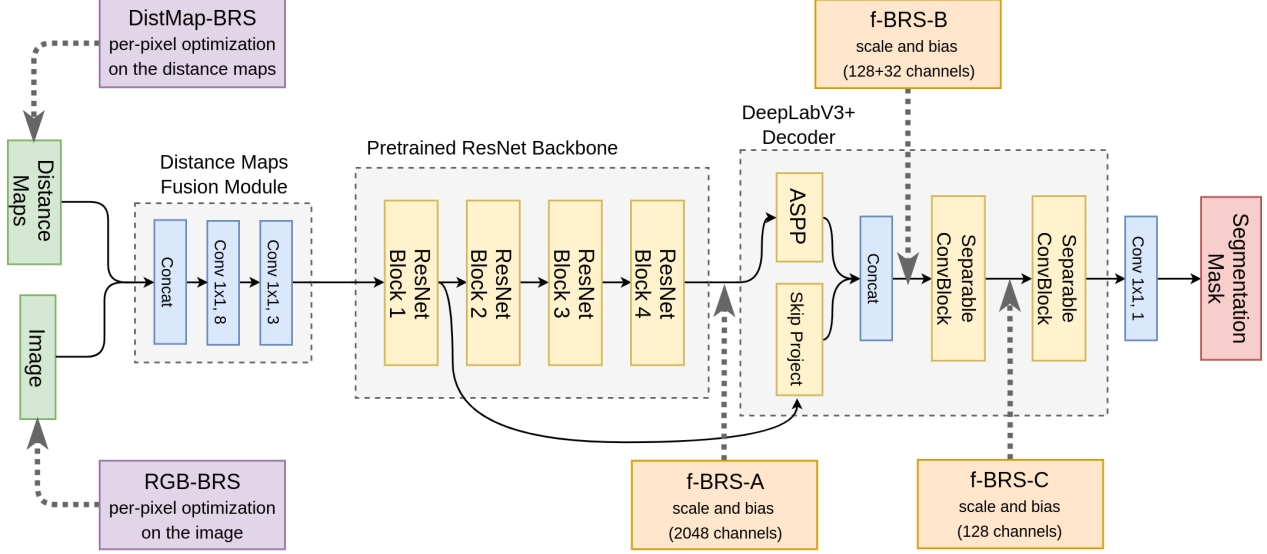 DistMap-BRS
per-pixel optimization
on the distance maps
f-BRS-B
scale and bias
(128+32 channels)
Distance
Maps
Image
Distance Maps
Fusion Module
Concat
Conv 1x1, 8
Conv 1x1, 3
Pretrained ResNet Backbone
ResNet
Block 1
ResNet
Block 2
ResNet
Block 3
ResNet
Block 4
DeepLabV3+
Decoder
ASPP
Skip Project
Concat
Separable
ConvBlock
Separable
ConvBlock
Conv 1x1, 1
Segmentation
Mask
RGB-BRS
per-pixel optimization
on the image
f-BRS-A
scale and bias
(2048 channels)
f-BRS-C
scale and bias
(128 channels)